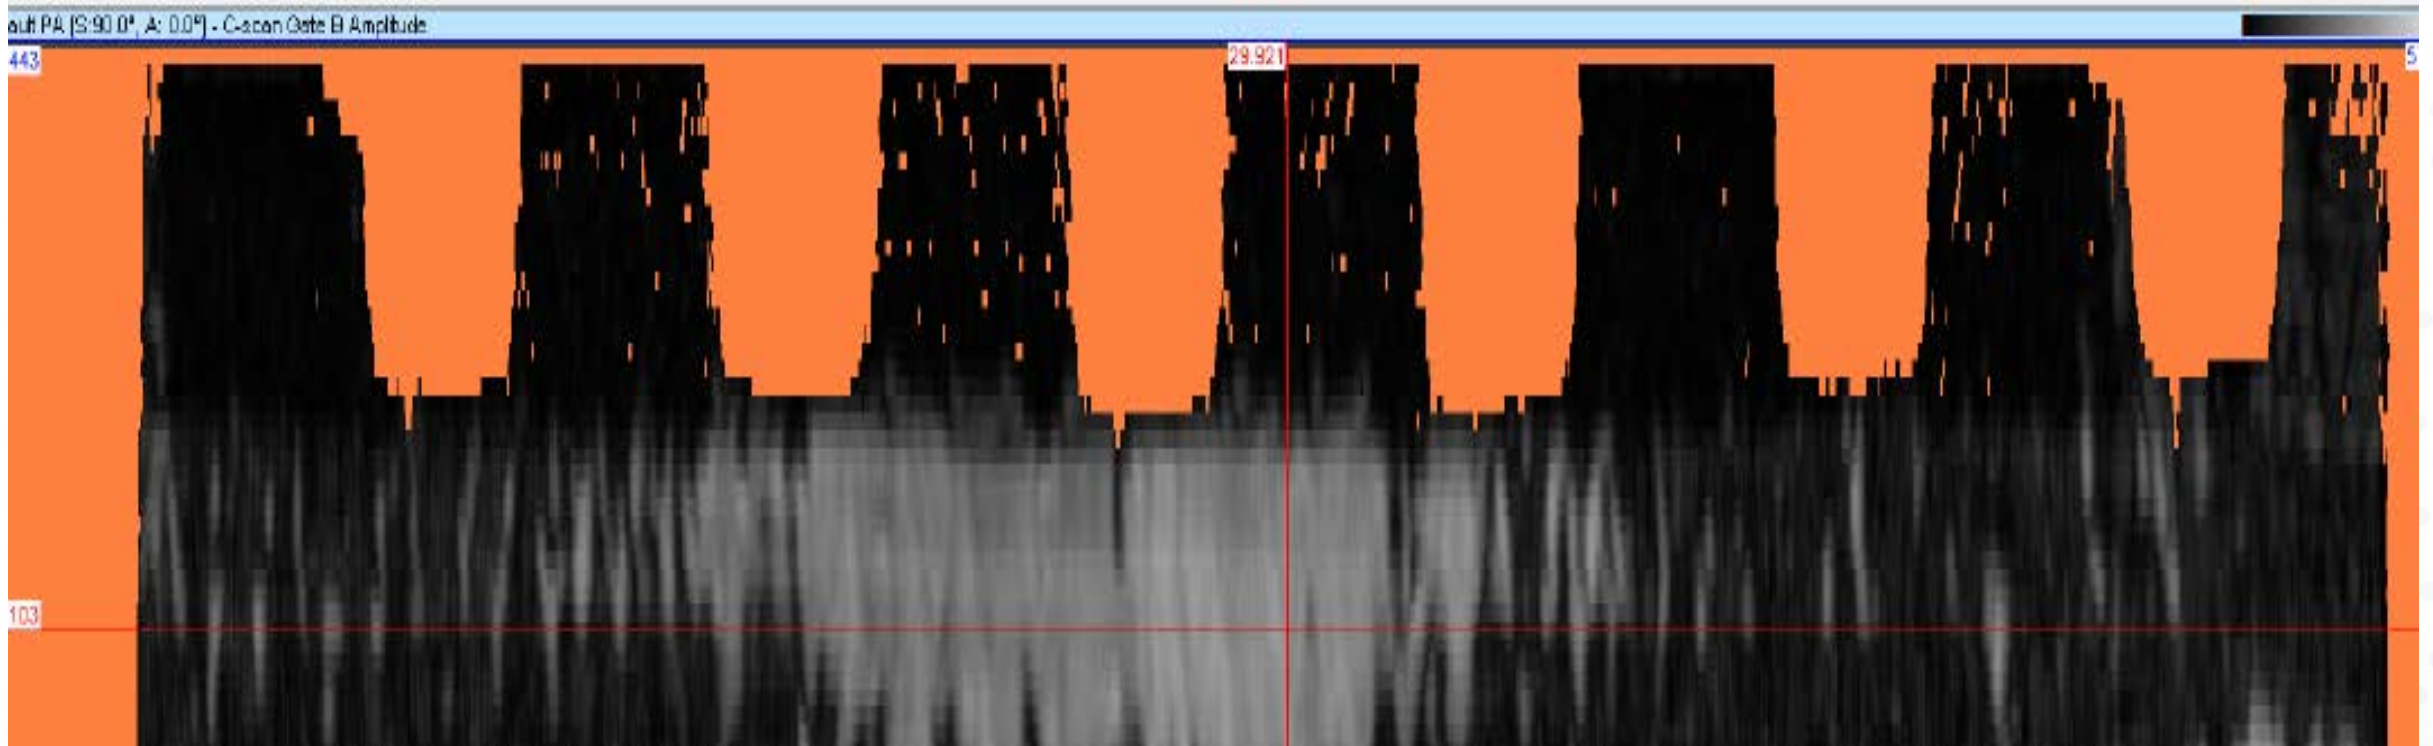 ault PA [S:90.0°, A: 0.0°] - C-scan Gate B Amplitude
443
29.921
5
103